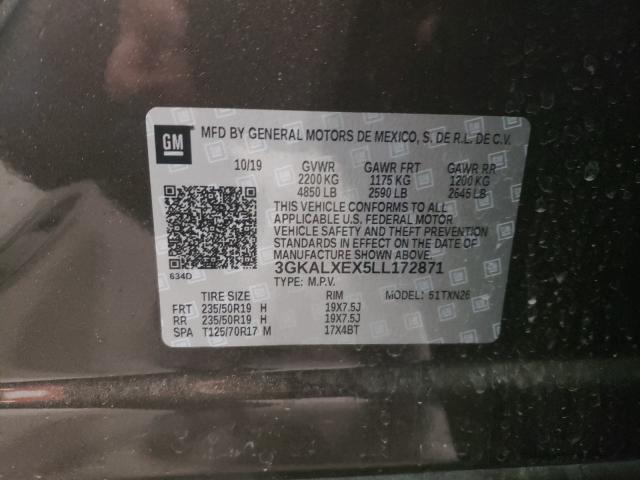 GM
MFD BY GENERAL MOTORS DE MEXICO, S. DE R.L. DE C.V.
10/19 GVWR GAWR FRT GAWR RR
2200 KG 1175 KG 1200 KG
4850 LB 2590 LB 2645 LB
THIS VEHICLE CONFORMS TO ALL
APPLICABLE U.S. FEDERAL MOTOR
VEHICLE SAFETY AND THEFT PREVENTION
STANDARDS IN EFFECT ON THE DATE OF
MANUFACTURE SHOWN ABOVE.
3GKALXEX5LL172871
634D
TYPE: M.P.V.
TIRE SIZE RIM MODEL: 51TXN26
FRT 235/50R19 H 19X7.5J
RR 235/50R19 H 19X7.5J
SPA T125/70R17 M 17X4BT